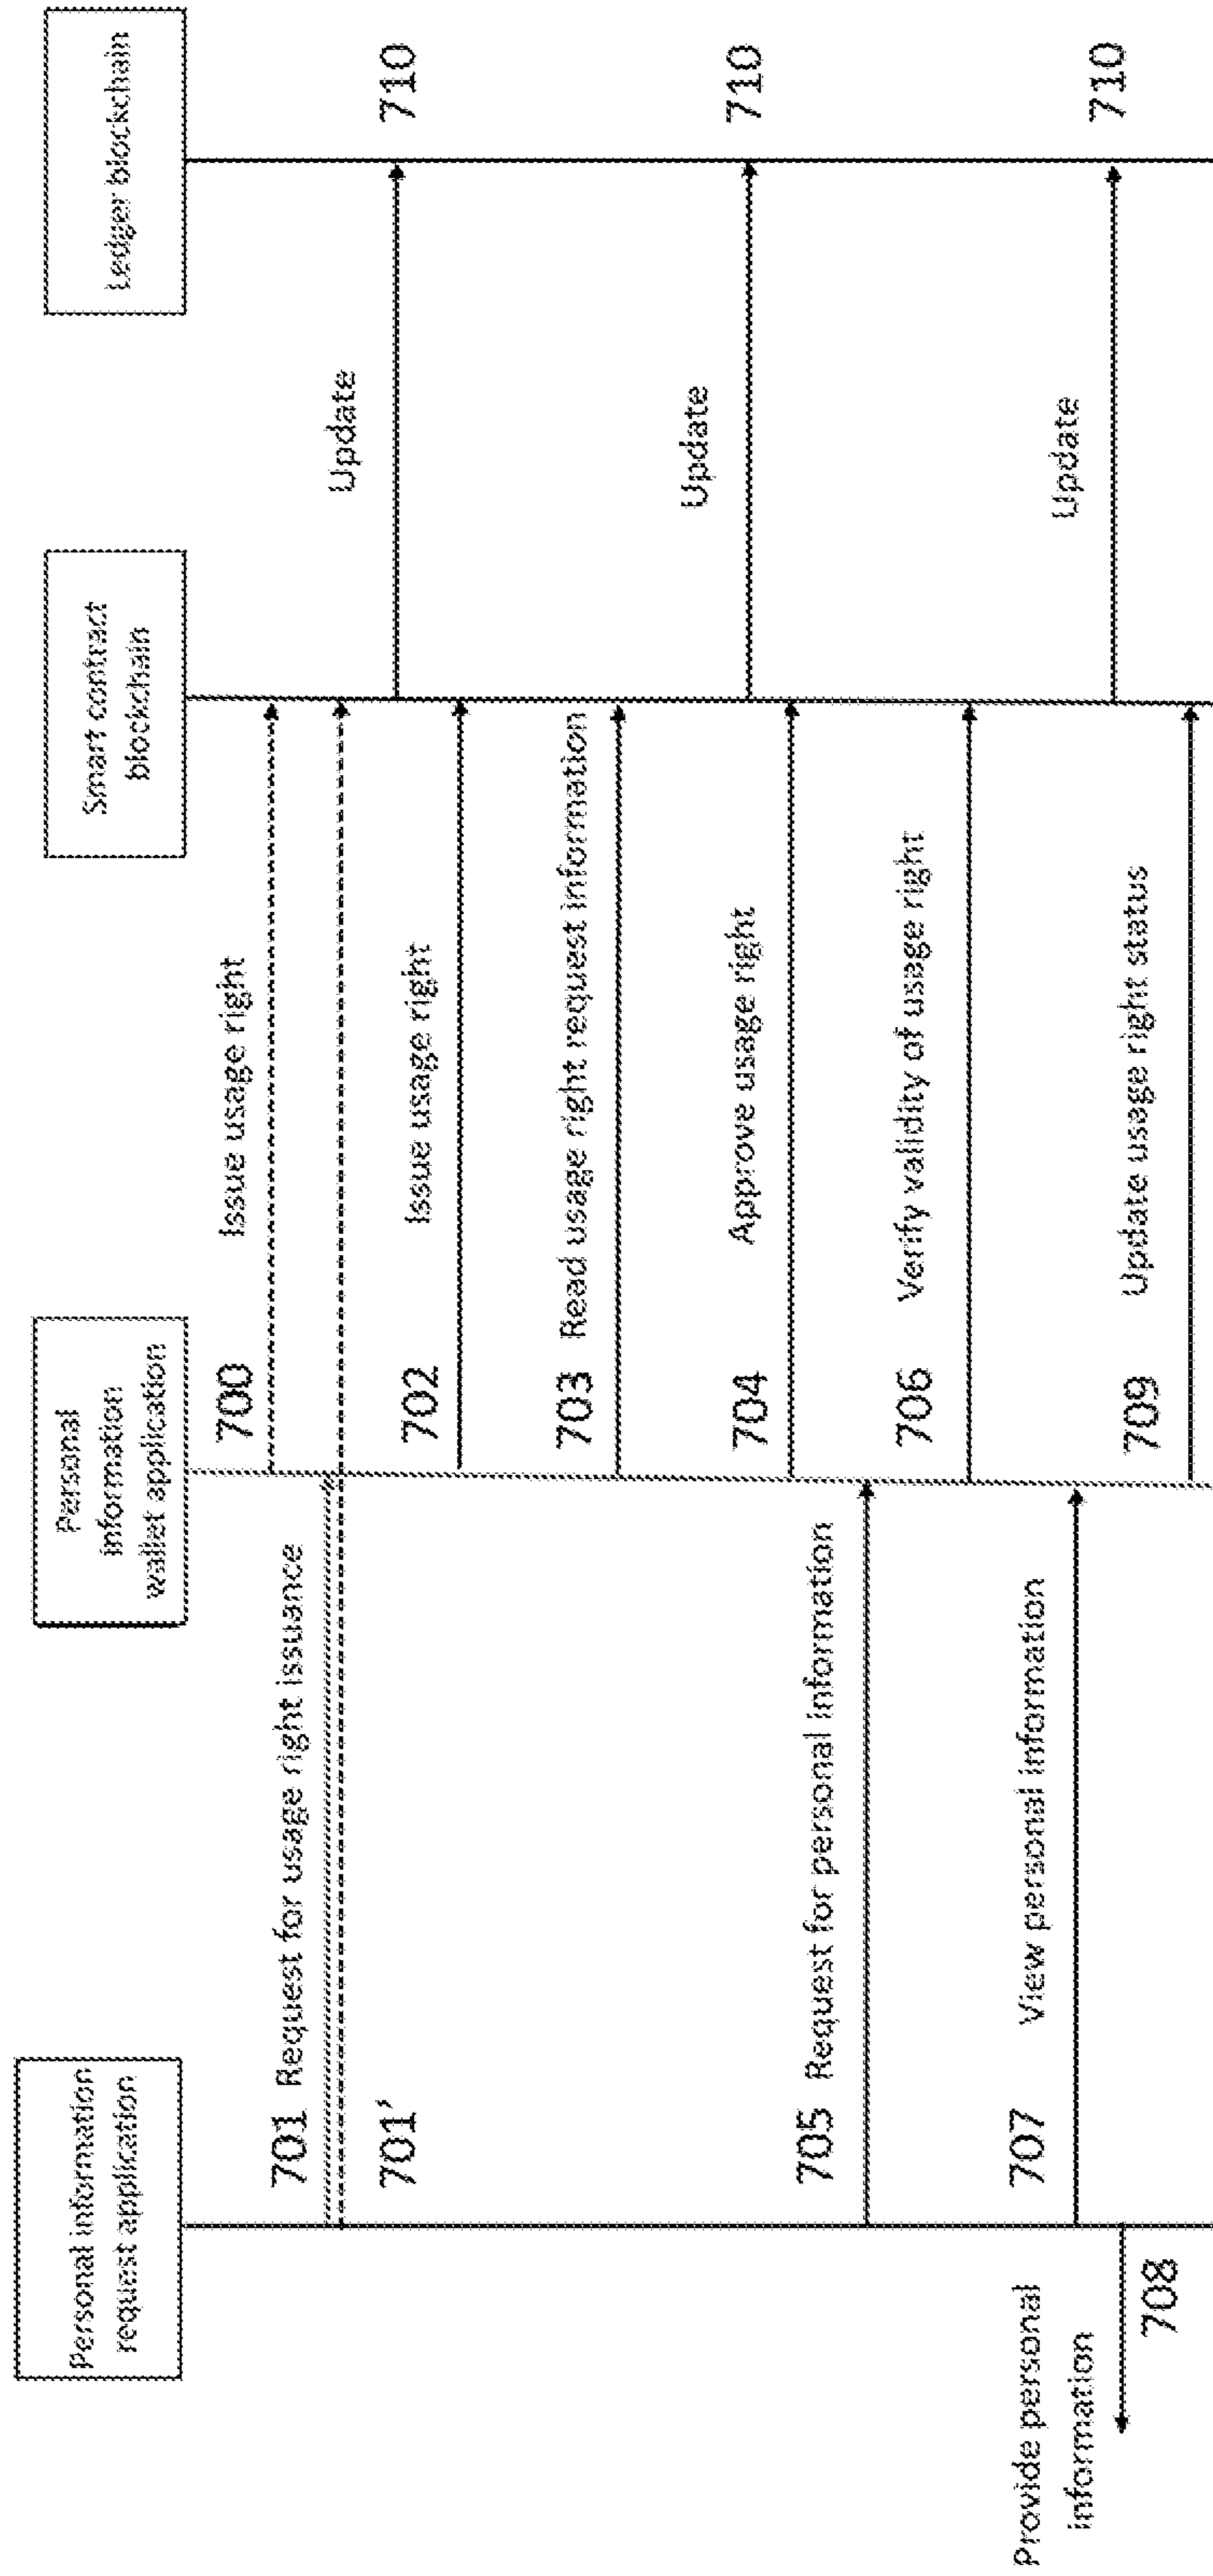 Personal information
request application
Personal
information
wallet application
Smart contract
blockchain
Ledger blockchain
700
Issue usage right
701 Request for usage right issuance
701'
Update
710
702
Issue usage right
703 Read usage right request information
704
Approve usage right
Update
710
705 Request for personal information
706
Verify validity of usage right
707
View personal information
Update
710
Provide personal
information
708
709
Update usage right status